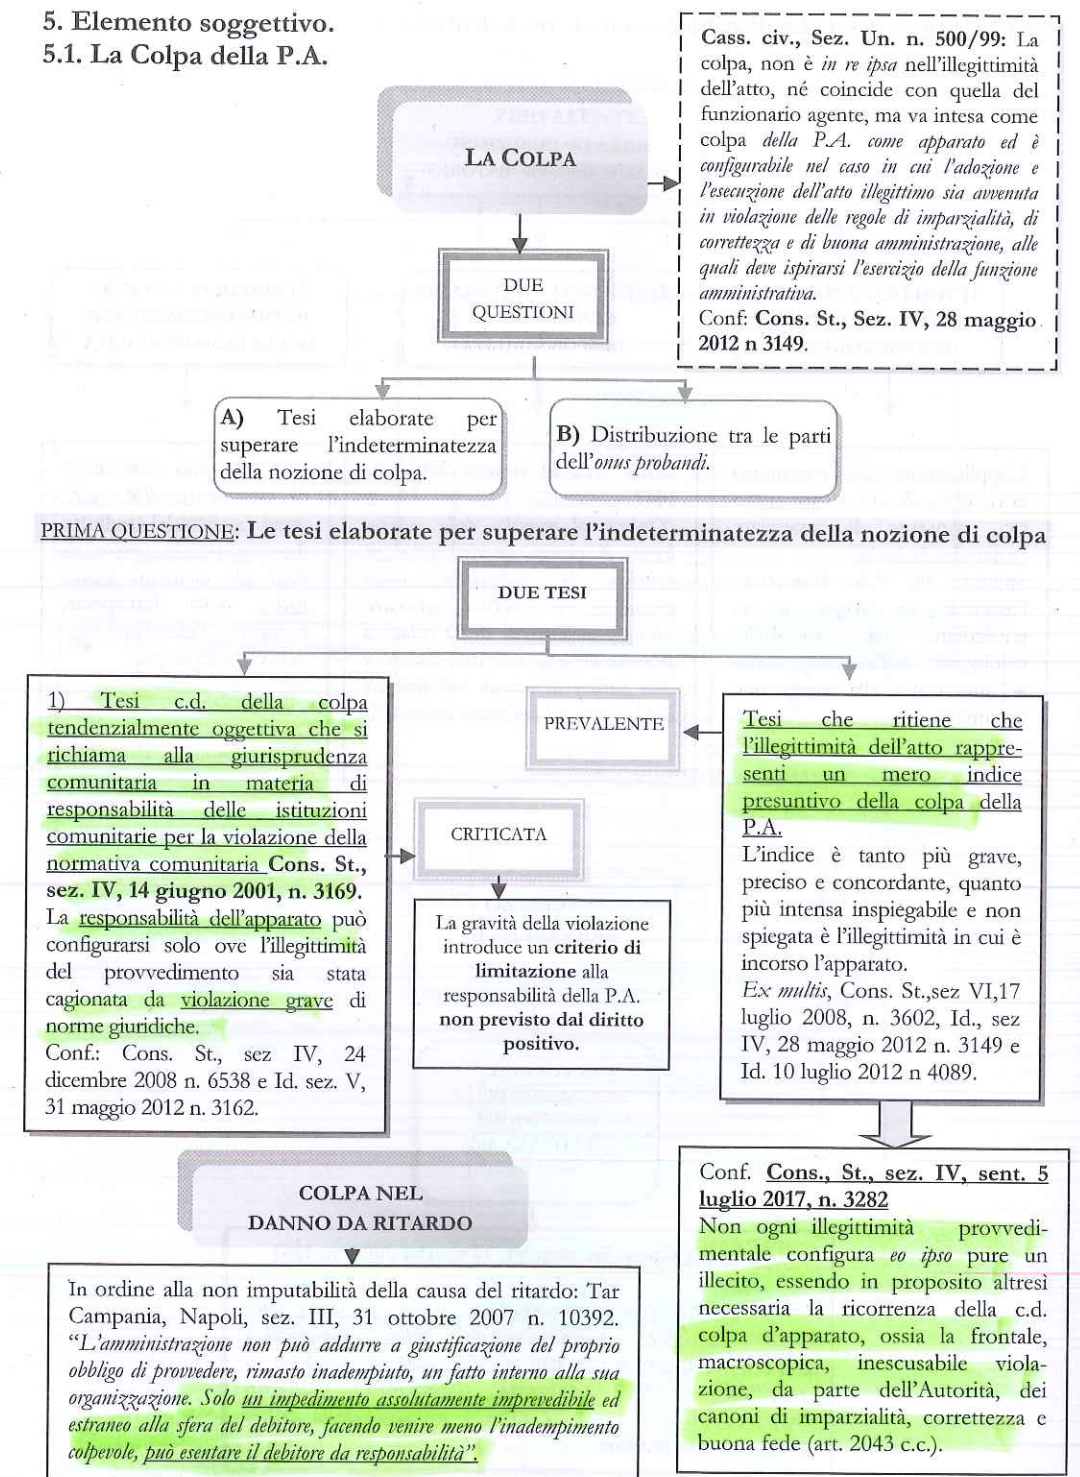 5. Elemento soggettivo.
5.1. La Colpa della P.A.
LA COLPA
Cass. civ., Sez. Un. n. 500/99: La
colpa, non è in re ipsa nell'illegittimità
dell'atto, né coincide con quella del
funzionario agente, ma va intesa come
colpa della P.A. come apparato ed è
configurabile nel caso in cui l'adozione e
l'esecuzione dell'atto illegittimo sia avvenuta
in violazione delle regole di imparzialità, di
correttezza e di buona amministrazione, alle
quali deve ispirarsi l'esercizio della funzione
amministrativa.
Conf: Cons. St., Sez. IV, 28 maggio
2012 n 3149.
DUE
QUESTIONI
A) Tesi elaborate per
superare l'indeterminatezza
della nozione di colpa.
B) Distribuzione tra le parti
dell'onus probandi.
PRIMA QUESTIONE: Le tesi elaborate per superare l'indeterminatezza della nozione di colpa
DUE TESI
1) Tesi c.d. della colpa
tendenzialmente oggettiva che si
richiama alla giurisprudenza
comunitaria in materia di
responsabilità delle istituzioni
comunitarie per la violazione della
normativa comunitaria Cons. St.,
sez. IV, 14 giugno 2001, n. 3169.
La responsabilità dell'apparato può
configurarsi solo ove l'illegittimità
del provvedimento sia stata
cagionata da violazione grave di
norme giuridiche.
Conf.: Cons. St., sez IV, 24
dicembre 2008 n. 6538 e Id. sez. V,
31 maggio 2012 n. 3162.
CRITICATA
La gravità della violazione
introduce un criterio di
limitazione alla
responsabilità della P.A.
non previsto dal diritto
positivo.
PREVALENTE
Tesi che ritiene che
l'illegittimità dell'atto rappre-
senti un mero indice
presuntivo della colpa della
P.A.
L'indice è tanto più grave,
preciso e concordante, quanto
più intensa inspiegabile e non
spiegata è l'illegittimità in cui è
incorso l'apparato.
Ex multis, Cons. St.,sez VI,17
luglio 2008, n. 3602, Id., sez
IV, 28 maggio 2012 n. 3149 e
Id. 10 luglio 2012 n 4089.
Conf. Cons., St., sez. IV, sent. 5
luglio 2017, n. 3282
Non ogni illegittimità provvedi-
mentale configura eo ipso pure un
illecito, essendo in proposito altresì
necessaria la ricorrenza della c.d.
colpa d'apparato, ossia la frontale,
macroscopica, inescusabile viola-
zione, da parte dell'Autorità, dei
canoni di imparzialità, correttezza e
buona fede (art. 2043 c.c.).
COLPA NEL
DANNO DA RITARDO
In ordine alla non imputabilità della causa del ritardo: Tar
Campania, Napoli, sez. III, 31 ottobre 2007 n. 10392.
"L'amministrazione non può addurre a giustificazione del proprio
obbligo di provvedere, rimasto inadempiuto, un fatto interno alla sua
organizzazione. Solo un impedimento assolutamente imprevedibile ed
estraneo alla sfera del debitore, facendo venire meno l'inadempimento
colpevole, può esentare il debitore da responsabilità".